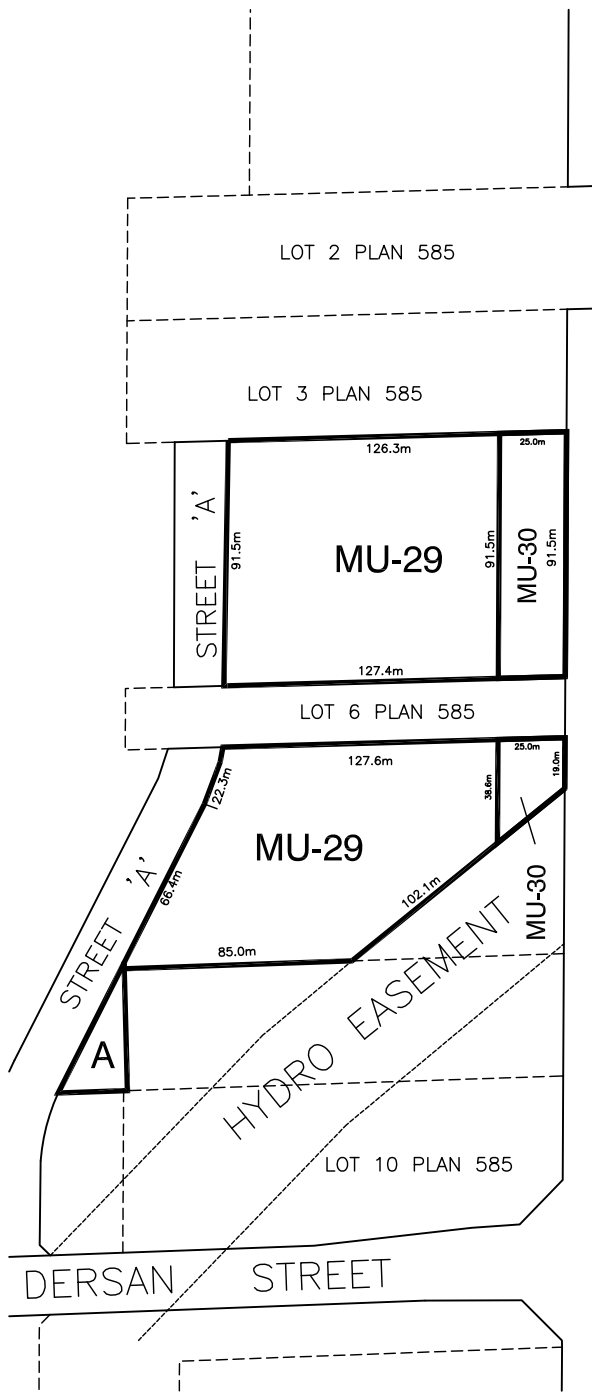 LOT 2 PLAN 585
LOT 3 PLAN 585
126.3m
25.0m
STREET 'A'
91.5m
MU-29
91.5m
MU-30
91.5m
127.4m
LOT 6 PLAN 585
127.6m
25.0m
22.3m
38.6m
19.0m
MU-29
STREET 'A'
66.4m
102.1m
MU-30
85.0m
HYDRO EASEMENT
A
LOT 10 PLAN 585
DERSAN STREET